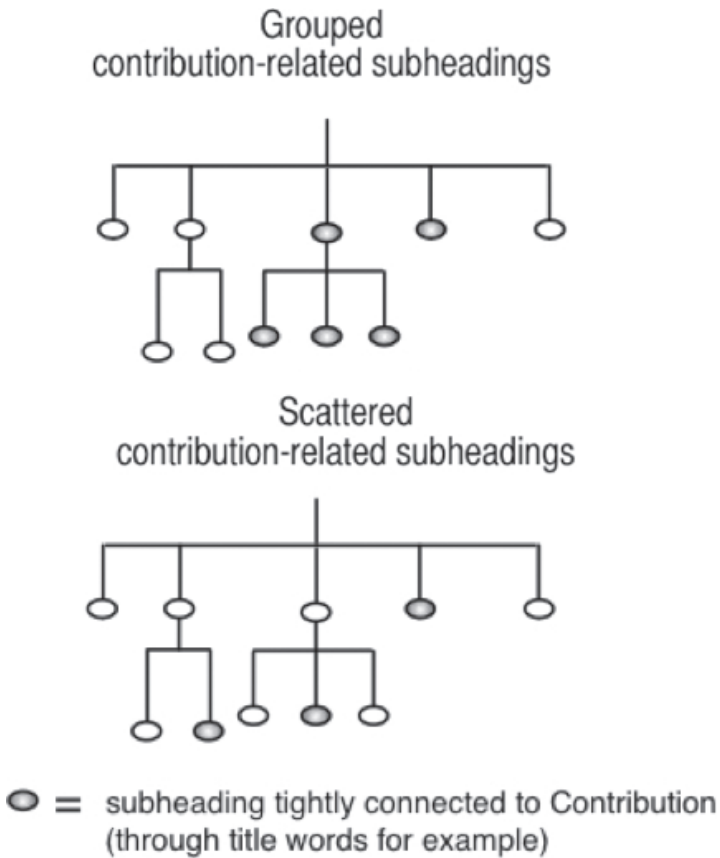 Grouped
contribution-related subheadings
Scattered
contribution-related subheadings
= subheading tightly connected to Contribution
(through title words for example)